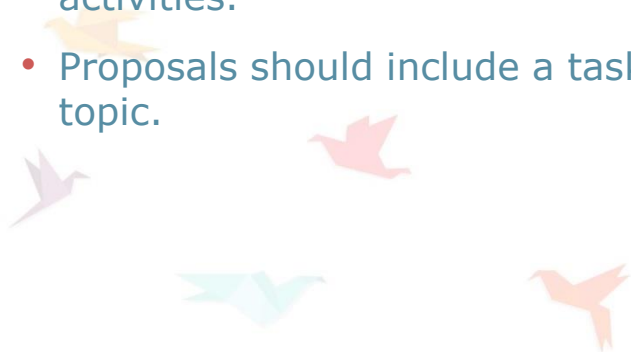 activities.
• Proposals should include a
topic.